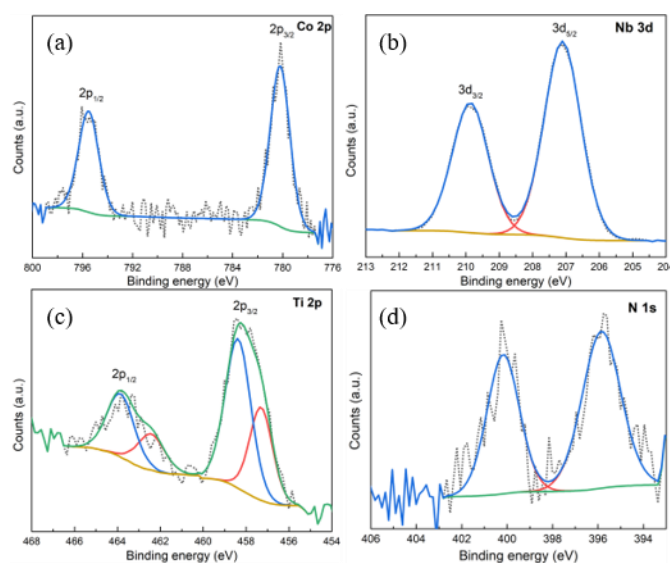 (a)
Co 2p
2p3/2
2p1/2
Counts (a.u.)
800 796 792 788 784 780 776
Binding energy (eV)
(b)
Nb 3d
3d5/2
3d3/2
Counts (a.u.)
213 212 211 210 209 208 207 206 205 204
Binding energy (eV)
(c)
Ti 2p
2p3/2
2p1/2
Counts (a.u.)
468 466 464 462 460 458 456 454
Binding energy (eV)
(d)
N 1s
Counts (a.u.)
406 404 402 400 398 396 394
Binding energy (eV)